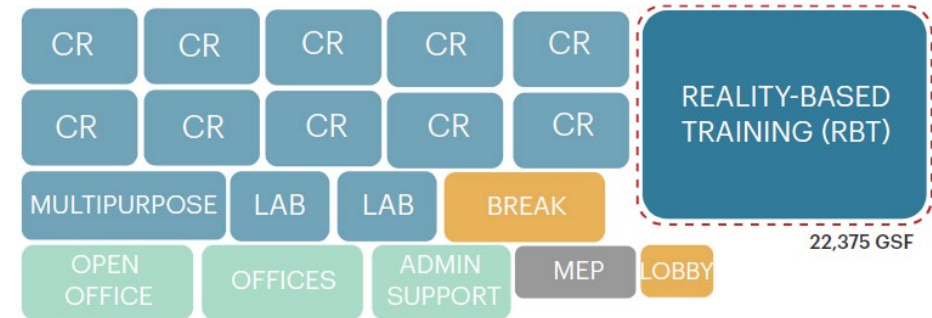 CR CR CR CR CR
CR CR CR CR CR
REALITY-BASED
TRAINING (RBT)
MULTIPURPOSE LAB LAB BREAK
22,375 GSF
OPEN
OFFICE
OFFICES
ADMIN
SUPPORT
MEP
LOBBY